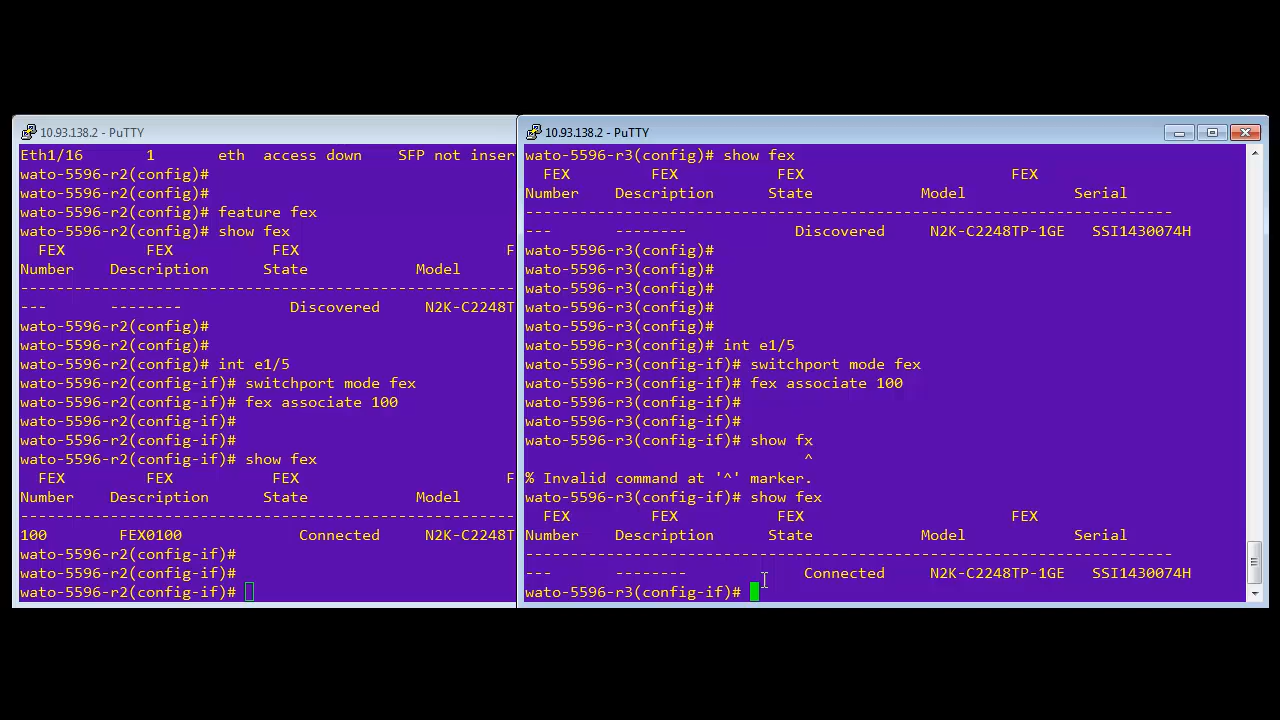 10.93.138.2 - PuTTY
Eth1/16       1       eth  access down    SFP not inser
wato-5596-r2(config)#
wato-5596-r2(config)#
wato-5596-r2(config)# feature fex
wato-5596-r2(config)# show fex
  FEX         FEX           FEX                       F
Number    Description      State            Model
-------------------------------------------------------
---       --------            Discovered     N2K-C2248T
wato-5596-r2(config)#
wato-5596-r2(config)#
wato-5596-r2(config)# int e1/5
wato-5596-r2(config-if)# switchport mode fex
wato-5596-r2(config-if)# fex associate 100
wato-5596-r2(config-if)#
wato-5596-r2(config-if)#
wato-5596-r2(config-if)# show fex
  FEX         FEX           FEX                       F
Number    Description      State            Model
-------------------------------------------------------
100        FEX0100             Connected     N2K-C2248T
wato-5596-r2(config-if)#
wato-5596-r2(config-if)#
wato-5596-r2(config-if)#
10.93.138.2 - PuTTY
wato-5596-r3(config)# show fex
  FEX         FEX           FEX                       FEX
Number    Description      State            Model            Serial
------------------------------------------------------------------------
---       --------            Discovered     N2K-C2248TP-1GE   SSI1430074H
wato-5596-r3(config)#
wato-5596-r3(config)#
wato-5596-r3(config)#
wato-5596-r3(config)#
wato-5596-r3(config)#
wato-5596-r3(config)# int e1/5
wato-5596-r3(config-if)# switchport mode fex
wato-5596-r3(config-if)# fex associate 100
wato-5596-r3(config-if)#
wato-5596-r3(config-if)#
wato-5596-r3(config-if)# show fx
                               ^
% Invalid command at '^' marker.
wato-5596-r3(config-if)# show fex
  FEX         FEX           FEX                       FEX
Number    Description      State            Model            Serial
------------------------------------------------------------------------
---       --------             Connected     N2K-C2248TP-1GE   SSI1430074H
wato-5596-r3(config-if)#